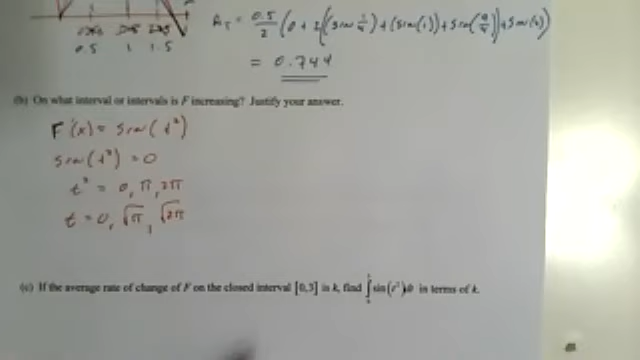 A_T = 0.5/2 (0 + 2(sin 1/4) + (sin(1)) + sin(9/4)) + sin(4))
0.5 1 1.5
= 0.744
(b) On what interval or intervals is F increasing? Justify your answer.
F'(x) = sin(t²)
sin(t²) = 0
t² = 0, π, 2π
t = 0, √π, √2π
(c) If the average rate of change of F on the closed interval [0,3] is k, find ∫ sin(t²)dt in terms of k.